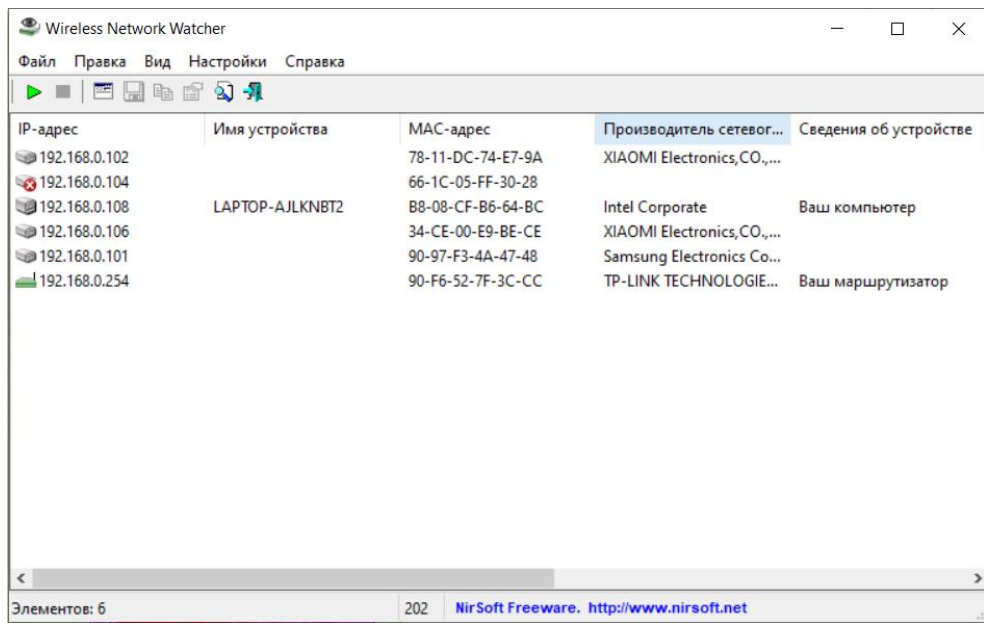 Wireless Network Watcher
Файл Правка Вид Настройки Справка
IP-адрес Имя устройства MAC-адрес Производитель сетевог... Сведения об устройстве
192.168.0.102 78-11-DC-74-E7-9A XIAOMI Electronics,CO.,...
192.168.0.104 66-1C-05-FF-30-28
192.168.0.108 LAPTOP-AJLKNBT2 B8-08-CF-B6-64-BC Intel Corporate Ваш компьютер
192.168.0.106 34-CE-00-E9-BE-CE XIAOMI Electronics,CO.,...
192.168.0.101 90-97-F3-4A-47-48 Samsung Electronics Co...
192.168.0.254 90-F6-52-7F-3C-CC TP-LINK TECHNOLOGIE... Ваш маршрутизатор
Элементов: 6 202 NirSoft Freeware. http://www.nirsoft.net